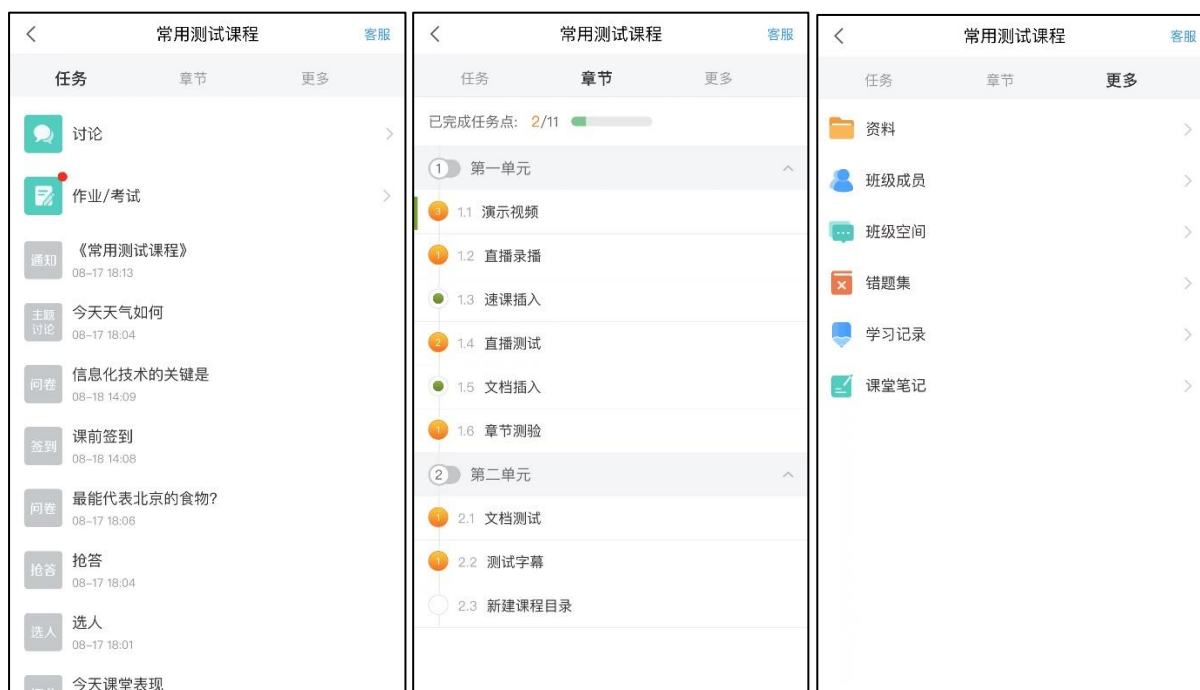 常用测试课程 客服
任务 章节 更多
讨论
作业/考试
通知 《常用测试课程》
08-17 18:13
主题讨论 今天天气如何
08-17 18:04
问卷 信息化技术的关键是
08-18 14:09
签到 课前签到
08-18 14:08
问卷 最能代表北京的食物?
08-17 18:06
抢答 抢答
08-17 18:04
选人 选人
08-17 18:01
今天课堂表现
常用测试课程 客服
任务 章节 更多
已完成任务点: 2/11
1 第一单元
3 1.1 演示视频
1 1.2 直播录播
1.3 速课插入
2 1.4 直播测试
1.5 文档插入
1 1.6 章节测验
2 第二单元
1 2.1 文档测试
1 2.2 测试字幕
2.3 新建课程目录
常用测试课程 客服
任务 章节 更多
资料
班级成员
班级空间
错题集
学习记录
课堂笔记